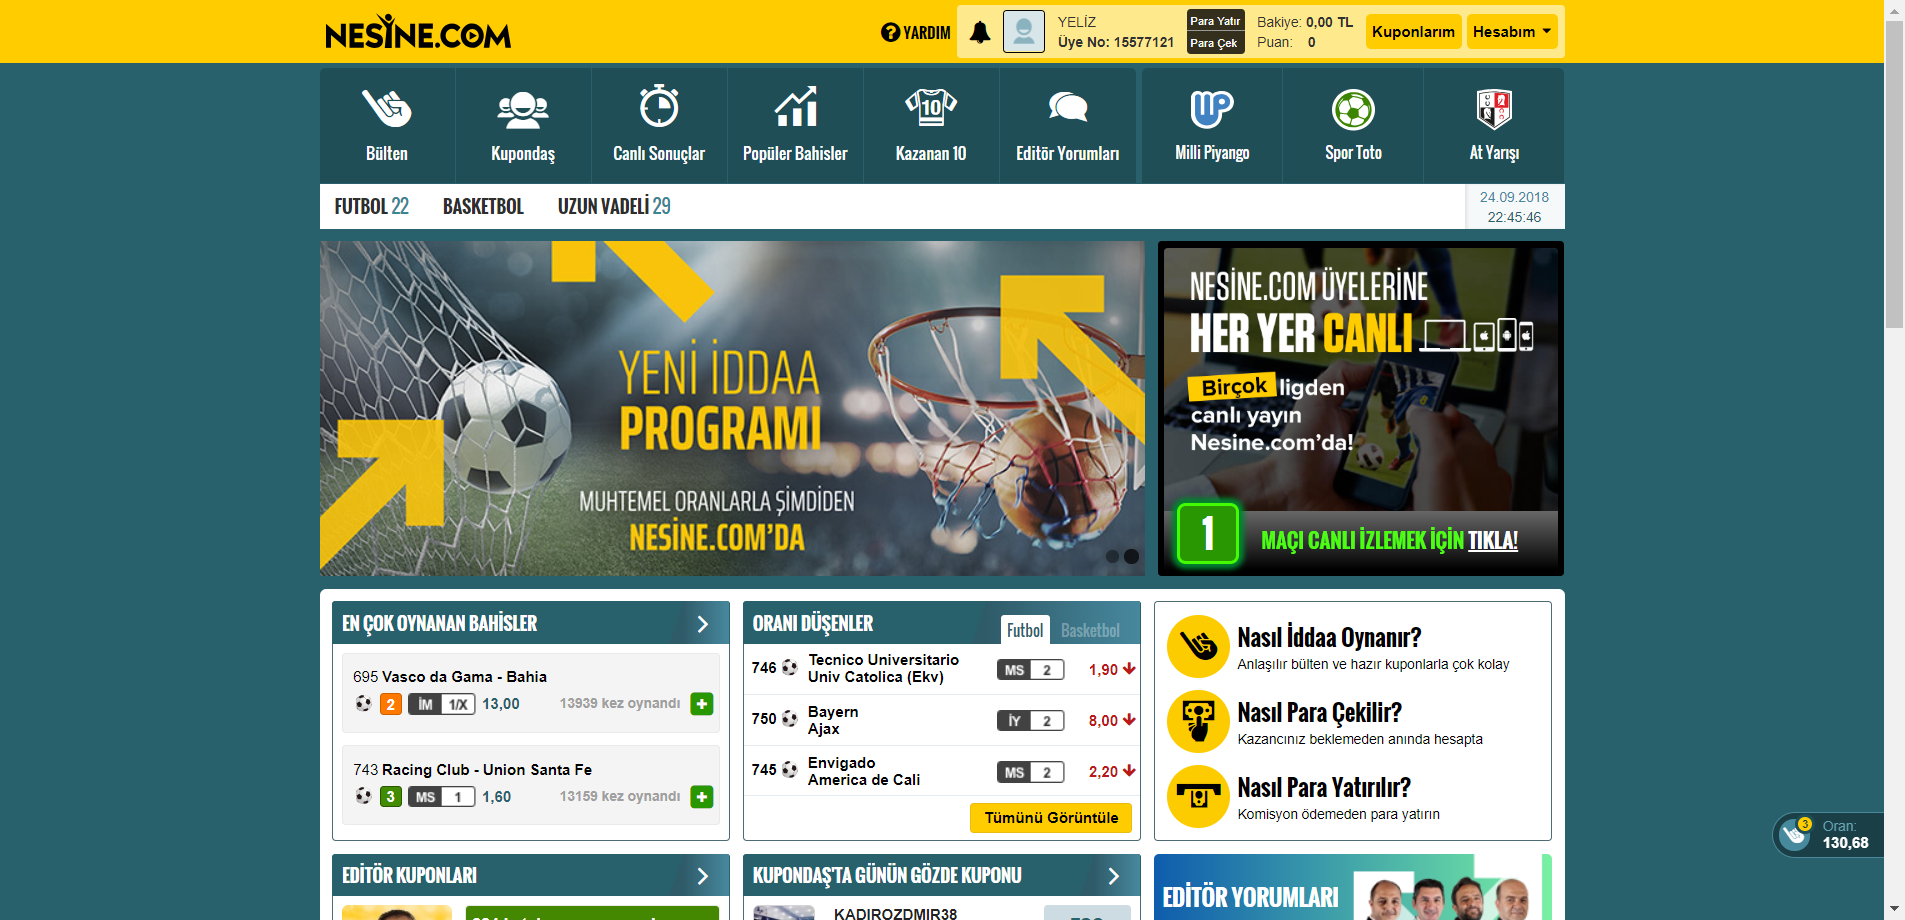 NESİNE.COM
YARDIM
YELİZ
Üye No: 15577121
Para Yatır
Para Çek
Bakiye: 0,00 TL
Puan: 0
Kuponlarım
Hesabım
Bülten
Kupondaş
Canlı Sonuçlar
Popüler Bahisler
10
Kazanan 10
Editör Yorumları
Milli Piyango
Spor Toto
At Yarışı
FUTBOL 22
BASKETBOL
UZUN VADELİ 29
24.09.2018
22:45:46
YENİ İDDAA
PROGRAMI
MUHTEMEL ORANLARLA ŞİMDİDEN
NESİNE.COM'DA
NESİNE.COM ÜYELERİNE
HER YER CANLI
Birçok ligden
canlı yayın
Nesine.com'da!
1 MAÇI CANLI İZLEMEK İÇİN TIKLA!
EN ÇOK OYNANAN BAHİSLER
695 Vasco da Gama - Bahia
2 İM 1/X 13,00 13939 kez oynandı
743 Racing Club - Union Santa Fe
3 MS 1 1,60 13159 kez oynandı
ORANI DÜŞENLER
Futbol
Basketbol
746 Tecnico Universitario
Univ Catolica (Ekv)
MS 2 1,90
750 Bayern
Ajax
İY 2 8,00
745 Envigado
America de Cali
MS 2 2,20
Tümünü Görüntüle
Nasıl İddaa Oynanır?
Anlaşılır bülten ve hazır kuponlarla çok kolay
Nasıl Para Çekilir?
Kazancınız beklemeden anında hesapta
Nasıl Para Yatırılır?
Komisyon ödemeden para yatırın
3
Oran:
130,68
EDİTÖR KUPONLARI
KUPONDAŞ'TA GÜNÜN GÖZDE KUPONU
KADIROZDMIR38
EDİTÖR YORUMLARI